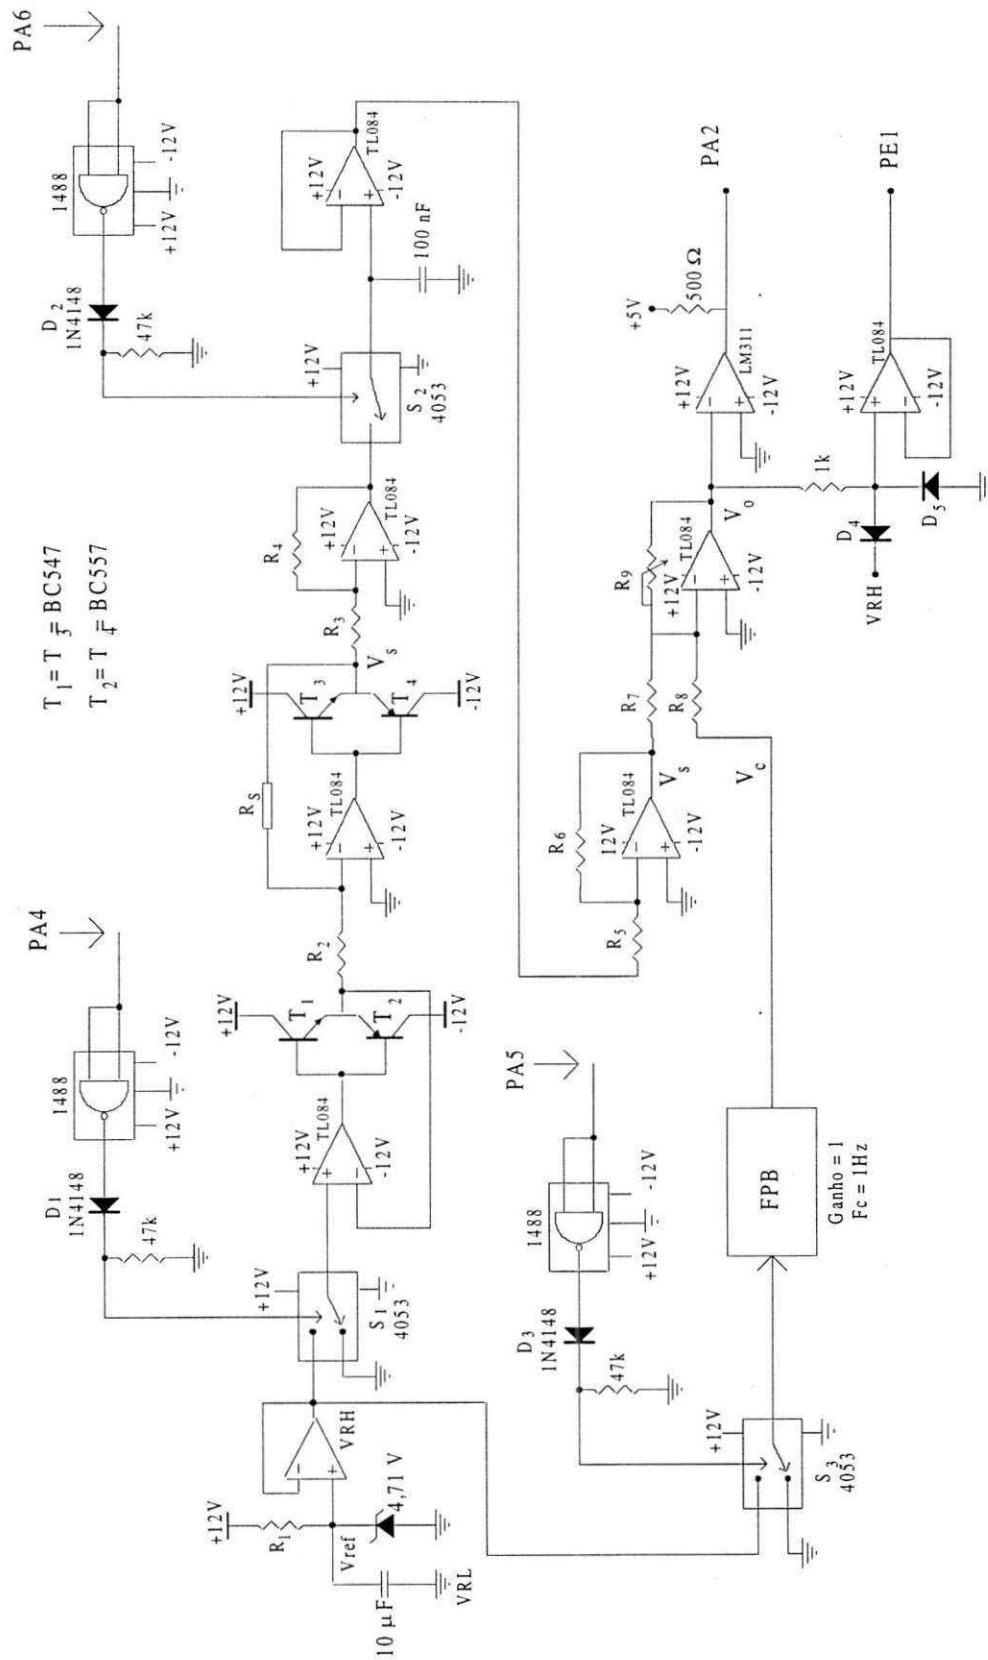 PA6
1488
-12V
+12V
D2
1N4148
47k
+12V
TL084
-12V
100 nF
+12V
S2
4053
T1= T3= BC547
T2= T4= BC557
R4
+12V
TL084
-12V
R3
Vs
+12V
T3
T4
-12V
RS
+12V
TL084
-12V
R2
PA4
1488
-12V
+12V
D1
1N4148
47k
+12V
T1
T2
-12V
+12V
TL084
-12V
+12V
S1
4053
VRH
+12V
R1
Vref
4,71 V
10 µF
VRL
PA2
+5V
500 Ω
+12V
LM311
-12V
PE1
+12V
TL084
-12V
1k
D4
D5
VRH
Vo
R9
+12V
TL084
-12V
R7
R8
Vs
Vc
R6
12V
TL084
-12V
R5
PA5
1488
-12V
+12V
D3
1N4148
47k
+12V
S3
4053
FPB
Ganho = 1
Fc = 1Hz